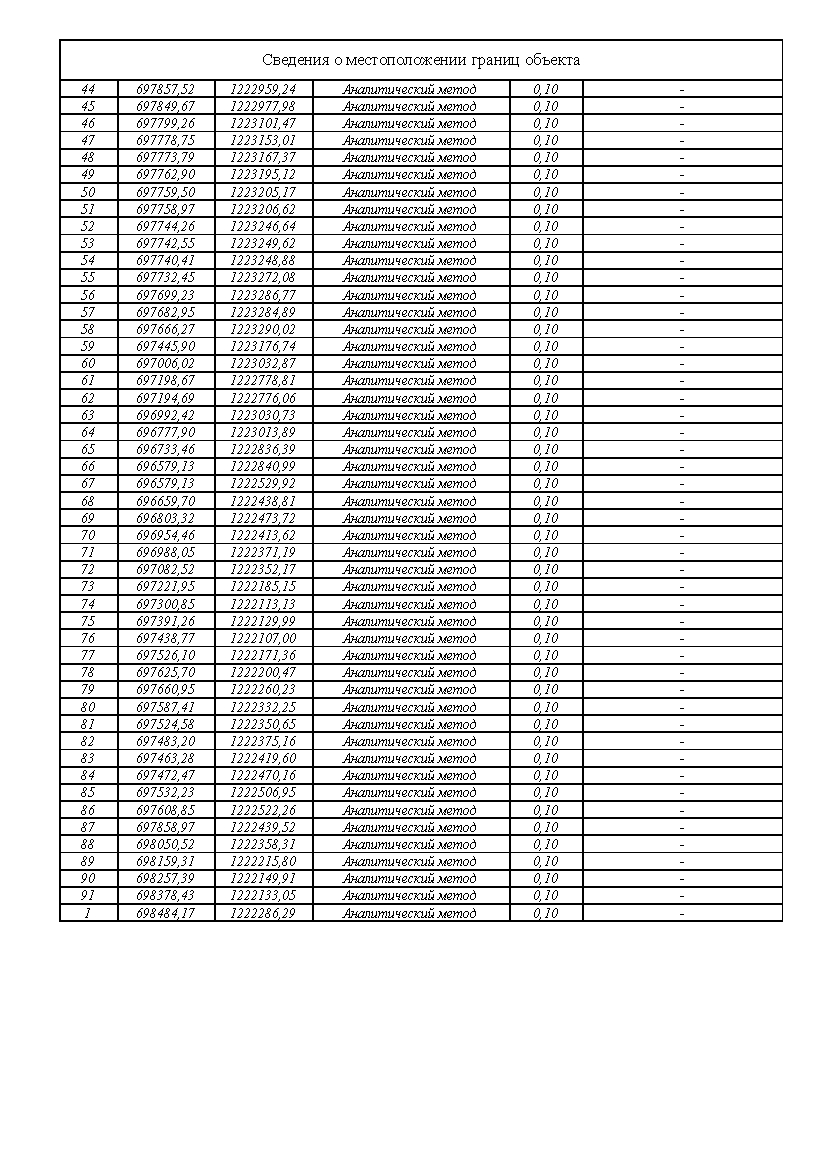 Сведения о местоположении границ объекта
44 697857,52 1222959,24 Аналитический метод 0,10 -
45 697849,67 1222977,98 Аналитический метод 0,10 -
46 697799,26 1223101,47 Аналитический метод 0,10 -
47 697778,75 1223153,01 Аналитический метод 0,10 -
48 697773,79 1223167,37 Аналитический метод 0,10 -
49 697762,90 1223195,12 Аналитический метод 0,10 -
50 697759,50 1223205,17 Аналитический метод 0,10 -
51 697758,97 1223206,62 Аналитический метод 0,10 -
52 697744,26 1223246,64 Аналитический метод 0,10 -
53 697742,55 1223249,62 Аналитический метод 0,10 -
54 697740,41 1223248,88 Аналитический метод 0,10 -
55 697732,45 1223272,08 Аналитический метод 0,10 -
56 697699,23 1223286,77 Аналитический метод 0,10 -
57 697682,95 1223284,89 Аналитический метод 0,10 -
58 697666,27 1223290,02 Аналитический метод 0,10 -
59 697445,90 1223176,74 Аналитический метод 0,10 -
60 697006,02 1223032,87 Аналитический метод 0,10 -
61 697198,67 1222778,81 Аналитический метод 0,10 -
62 697194,69 1222776,06 Аналитический метод 0,10 -
63 696992,42 1223030,73 Аналитический метод 0,10 -
64 696777,90 1223013,89 Аналитический метод 0,10 -
65 696733,46 1222836,39 Аналитический метод 0,10 -
66 696579,13 1222840,99 Аналитический метод 0,10 -
67 696579,13 1222529,92 Аналитический метод 0,10 -
68 696659,70 1222438,81 Аналитический метод 0,10 -
69 696803,32 1222473,72 Аналитический метод 0,10 -
70 696954,46 1222413,62 Аналитический метод 0,10 -
71 696988,05 1222371,19 Аналитический метод 0,10 -
72 697082,52 1222352,17 Аналитический метод 0,10 -
73 697221,95 1222185,15 Аналитический метод 0,10 -
74 697300,85 1222113,13 Аналитический метод 0,10 -
75 697391,26 1222129,99 Аналитический метод 0,10 -
76 697438,77 1222107,00 Аналитический метод 0,10 -
77 697526,10 1222171,36 Аналитический метод 0,10 -
78 697625,70 1222200,47 Аналитический метод 0,10 -
79 697660,95 1222260,23 Аналитический метод 0,10 -
80 697587,41 1222332,25 Аналитический метод 0,10 -
81 697524,58 1222350,65 Аналитический метод 0,10 -
82 697483,20 1222375,16 Аналитический метод 0,10 -
83 697463,28 1222419,60 Аналитический метод 0,10 -
84 697472,47 1222470,16 Аналитический метод 0,10 -
85 697532,23 1222506,95 Аналитический метод 0,10 -
86 697608,85 1222522,26 Аналитический метод 0,10 -
87 697858,97 1222439,52 Аналитический метод 0,10 -
88 698050,52 1222358,31 Аналитический метод 0,10 -
89 698159,31 1222215,80 Аналитический метод 0,10 -
90 698257,39 1222149,91 Аналитический метод 0,10 -
91 698378,43 1222133,05 Аналитический метод 0,10 -
1 698484,17 1222286,29 Аналитический метод 0,10 -